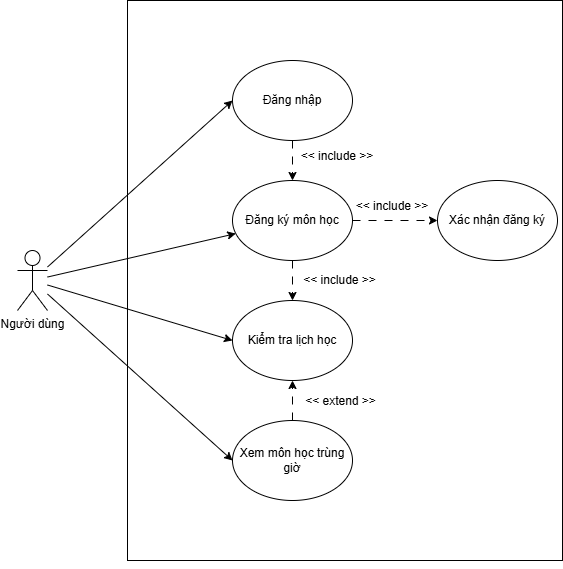 Đăng nhập
<< include >>
Đăng ký môn học
<< include >>
Xác nhận đăng ký
<< include >>
Người dùng
Kiểm tra lịch học
<< extend >>
Xem môn học trùng
giờ